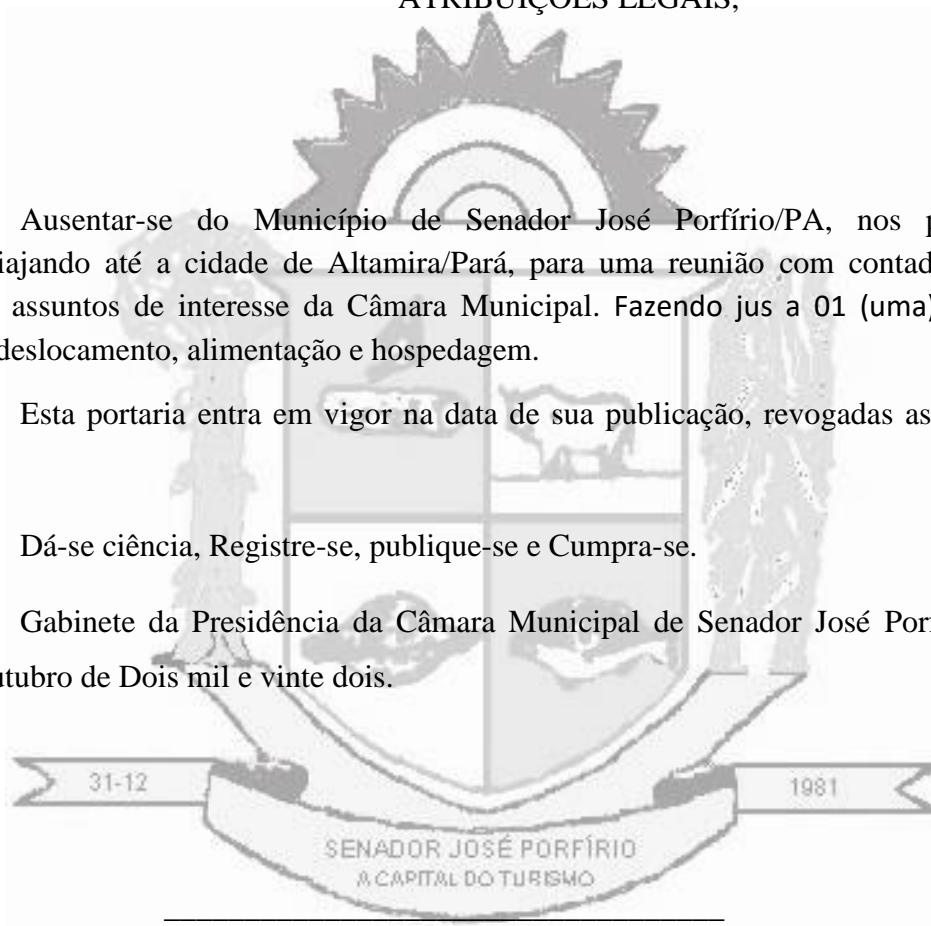 ATRIBUIÇÕES LEGAIS,
Ausentar-se do Município de Senador José Porfírio/PA, nos p
iajando até a cidade de Altamira/Pará, para uma reunião com contad
assuntos de interesse da Câmara Municipal. Fazendo jus a 01 (uma)
deslocamento, alimentação e hospedagem.
Esta portaria entra em vigor na data de sua publicação, revogadas as
Dá-se ciência, Registre-se, publique-se e Cumpra-se.
Gabinete da Presidência da Câmara Municipal de Senador José Por
utubro de Dois mil e vinte dois.
31-12
1981
SENADOR JOSÉ PORFÍRIO
A CAPITAL DO TURISMO